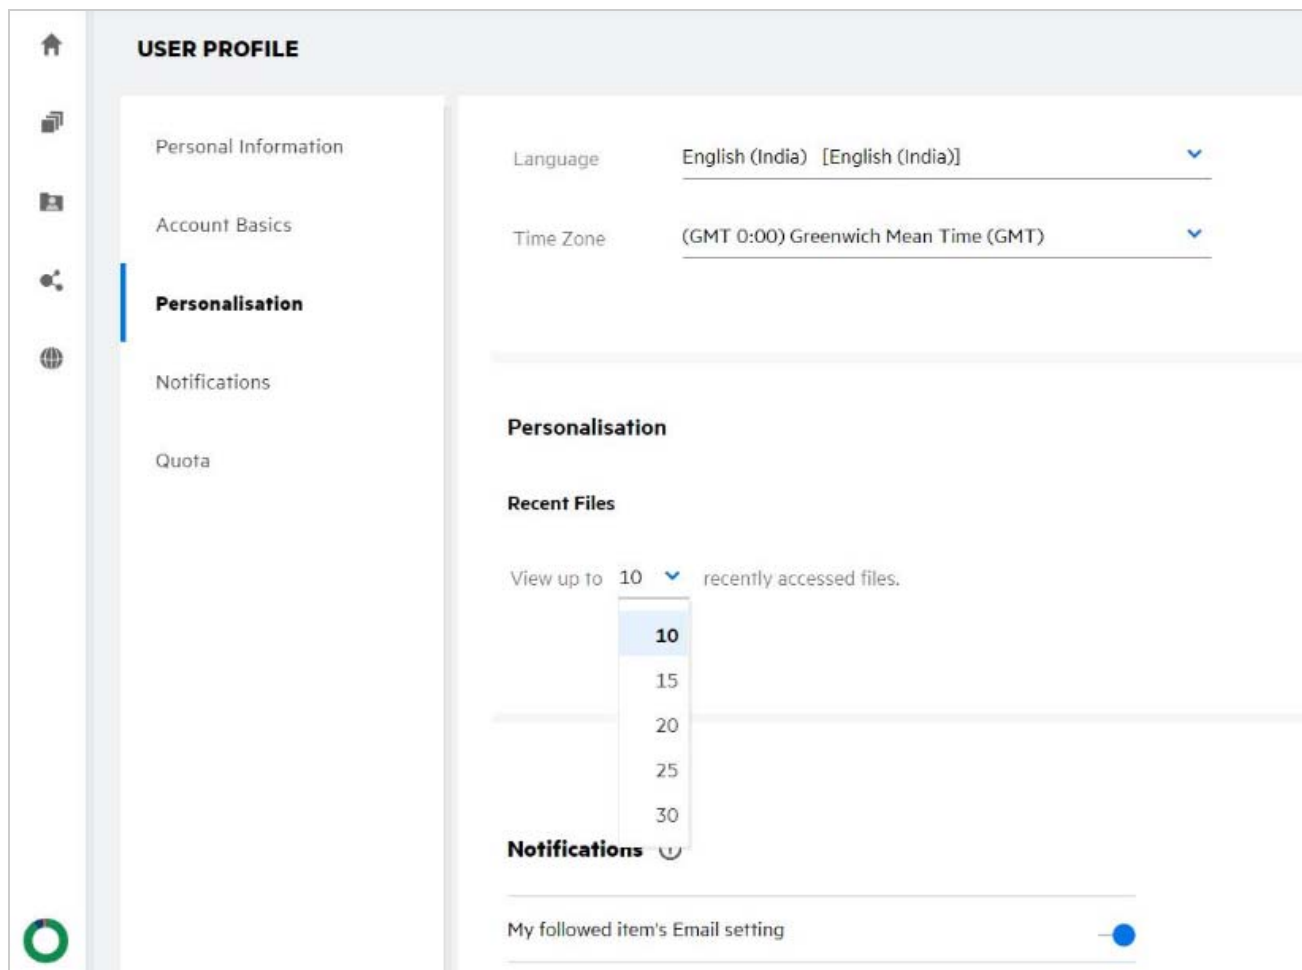 USER PROFILE
Personal Information
Account Basics
Personalisation
Notifications
Quota
Language English (India) [English (India)]
Time Zone (GMT 0:00) Greenwich Mean Time (GMT)
Personalisation
Recent Files
View up to 10 recently accessed files.
10
15
20
25
30
Notifications
My followed item's Email setting